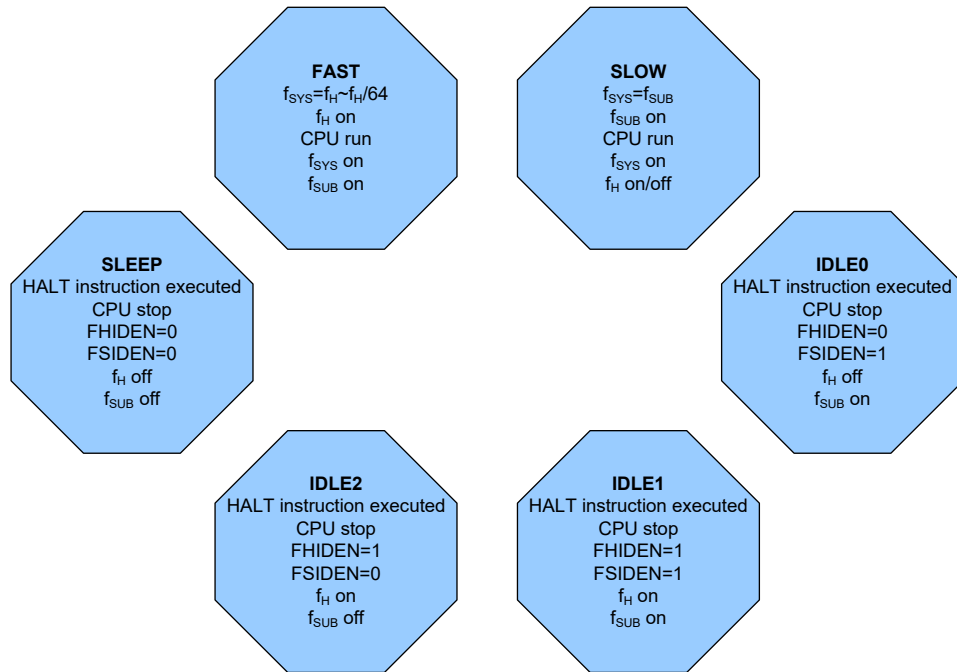 FAST
fSYS=fH~fH/64
fH on
CPU run
fSYS on
fSUB on
SLOW
fSYS=fSUB
fSUB on
CPU run
fSYS on
fH on/off
SLEEP
HALT instruction executed
CPU stop
FHIDEN=0
FSIDEN=0
fH off
fSUB off
IDLE0
HALT instruction executed
CPU stop
FHIDEN=0
FSIDEN=1
fH off
fSUB on
IDLE2
HALT instruction executed
CPU stop
FHIDEN=1
FSIDEN=0
fH on
fSUB off
IDLE1
HALT instruction executed
CPU stop
FHIDEN=1
FSIDEN=1
fH on
fSUB on